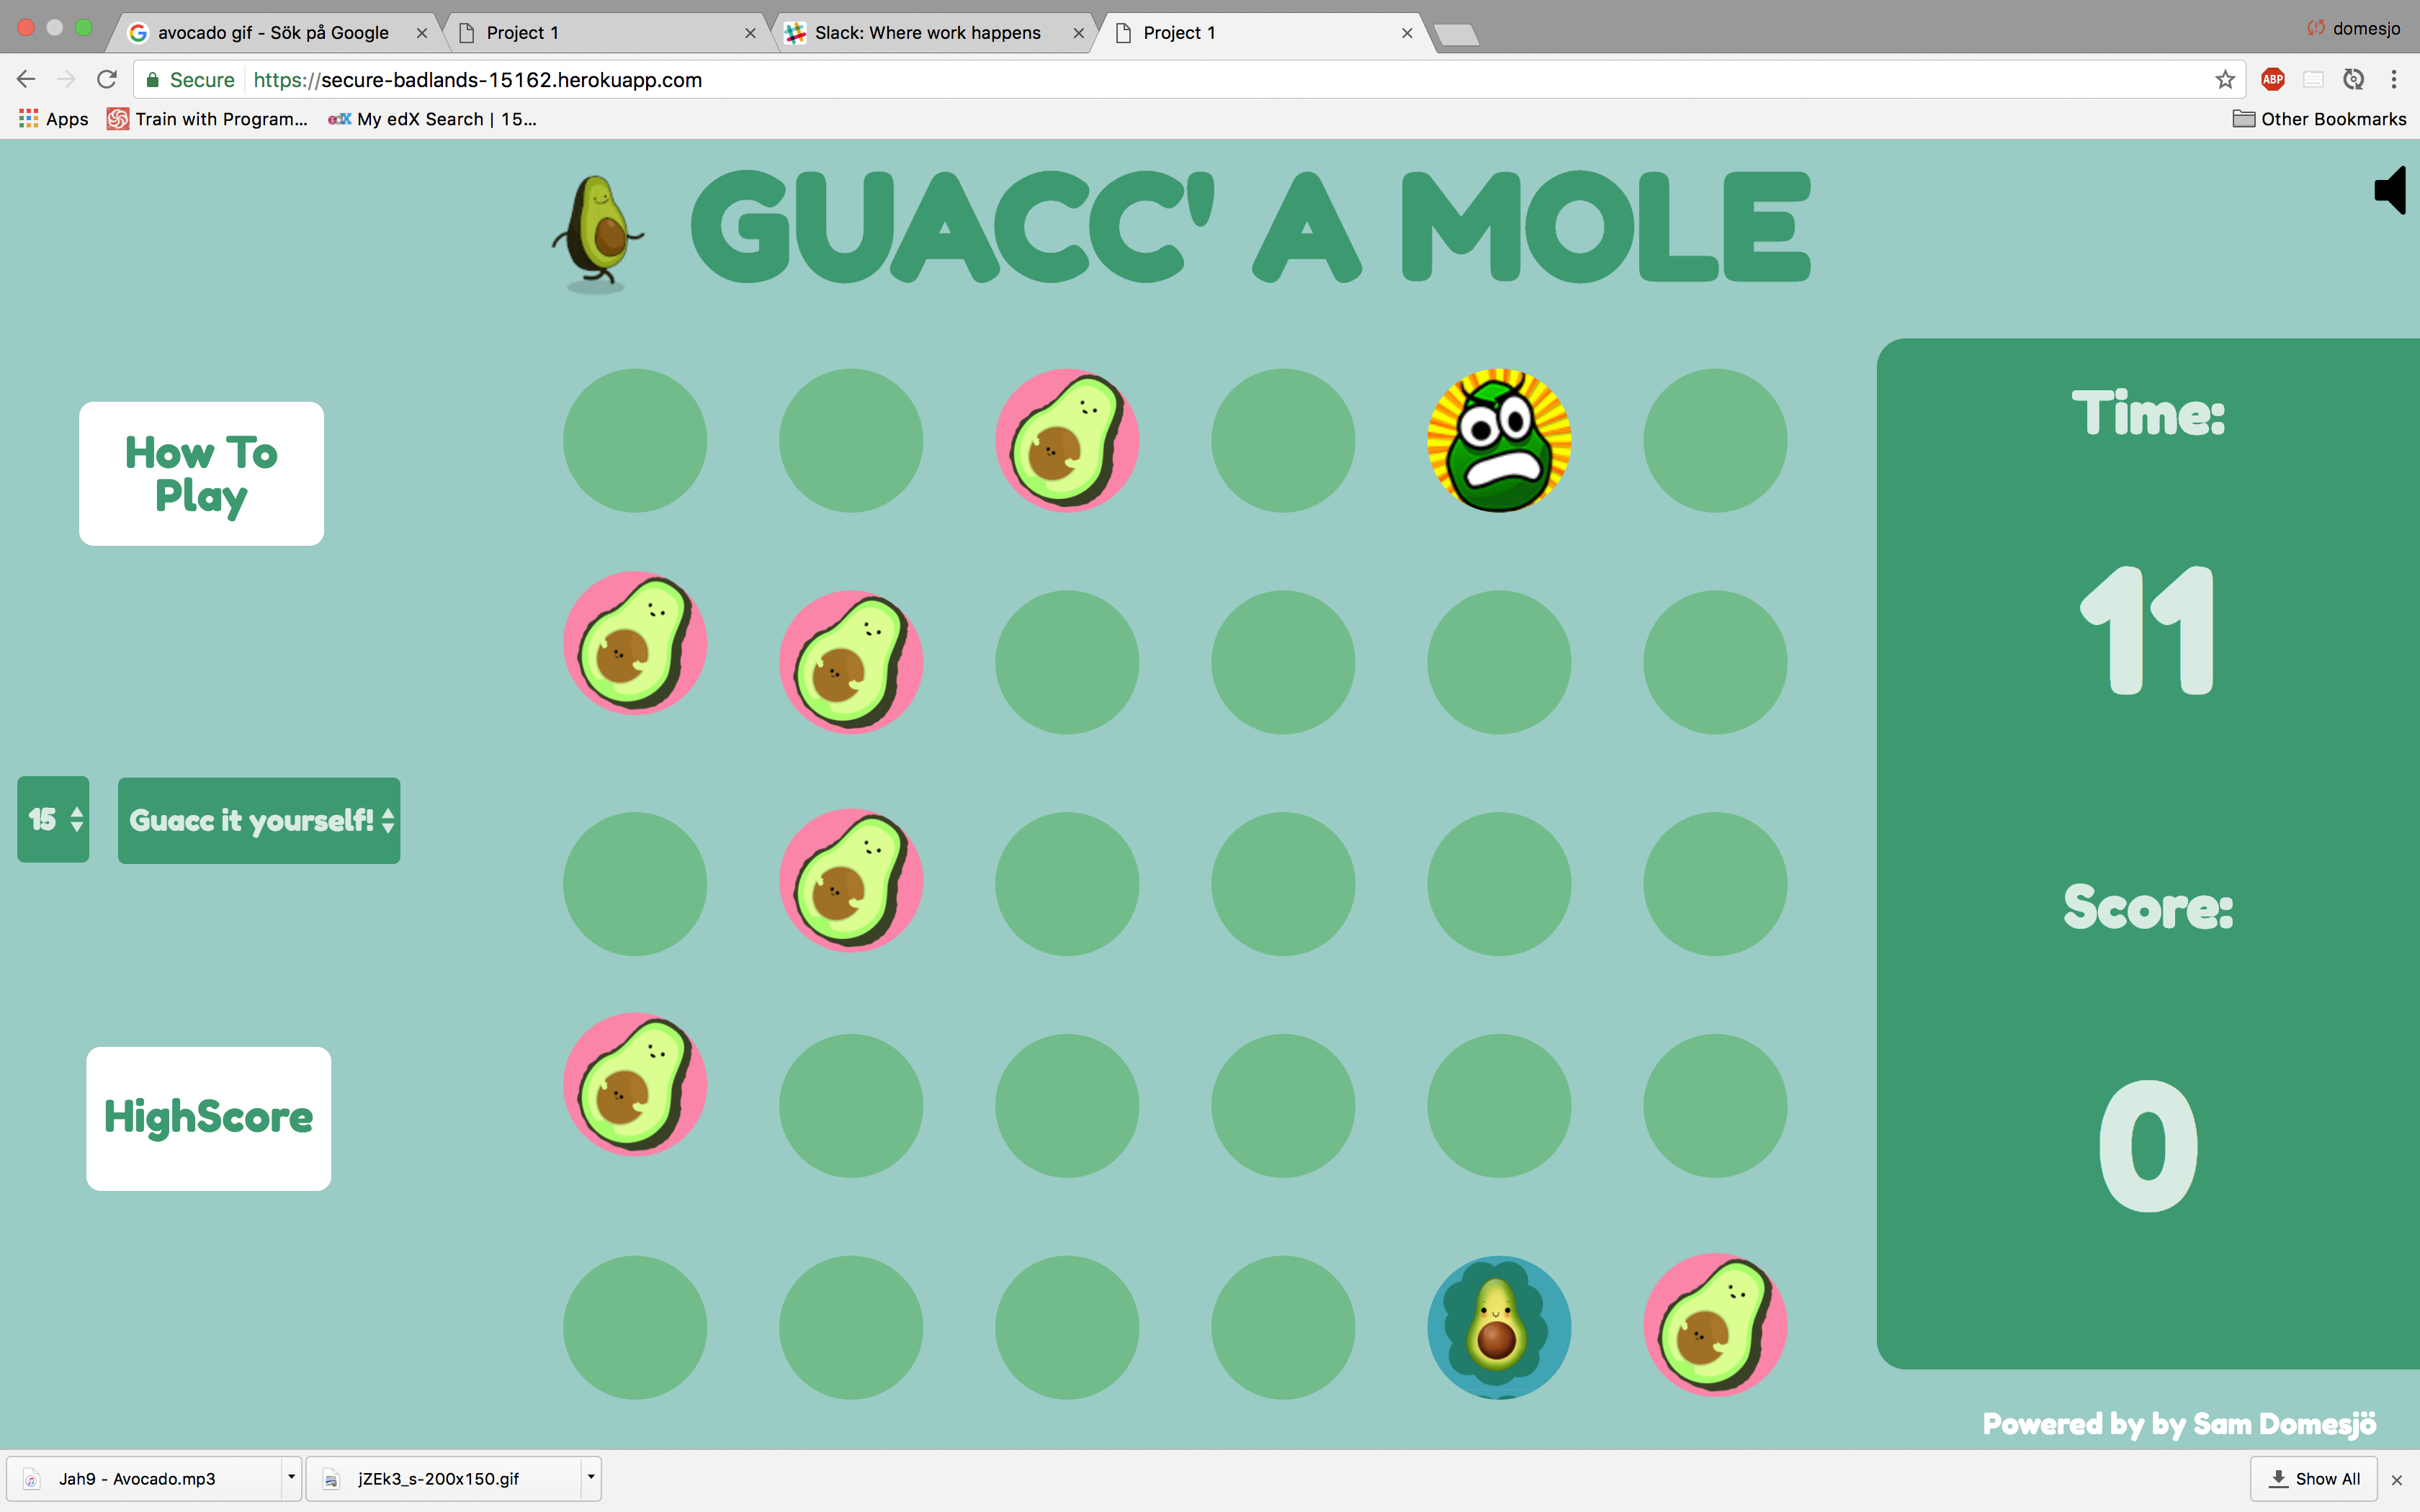 avocado gif - Sök på Google
Project 1
Slack: Where work happens
Project 1
domesjo
Secure
https://secure-badlands-15162.herokuapp.com
ABP
Apps
Train with Program...
edX
My edX Search | 15...
Other Bookmarks
GUACC' A MOLE
How To
Play
Time:
11
15
Guacc it yourself!
Score:
HighScore
0
Powered by by Sam Domesjö
Jah9 - Avocado.mp3
jZEk3_s-200x150.gif
Show All